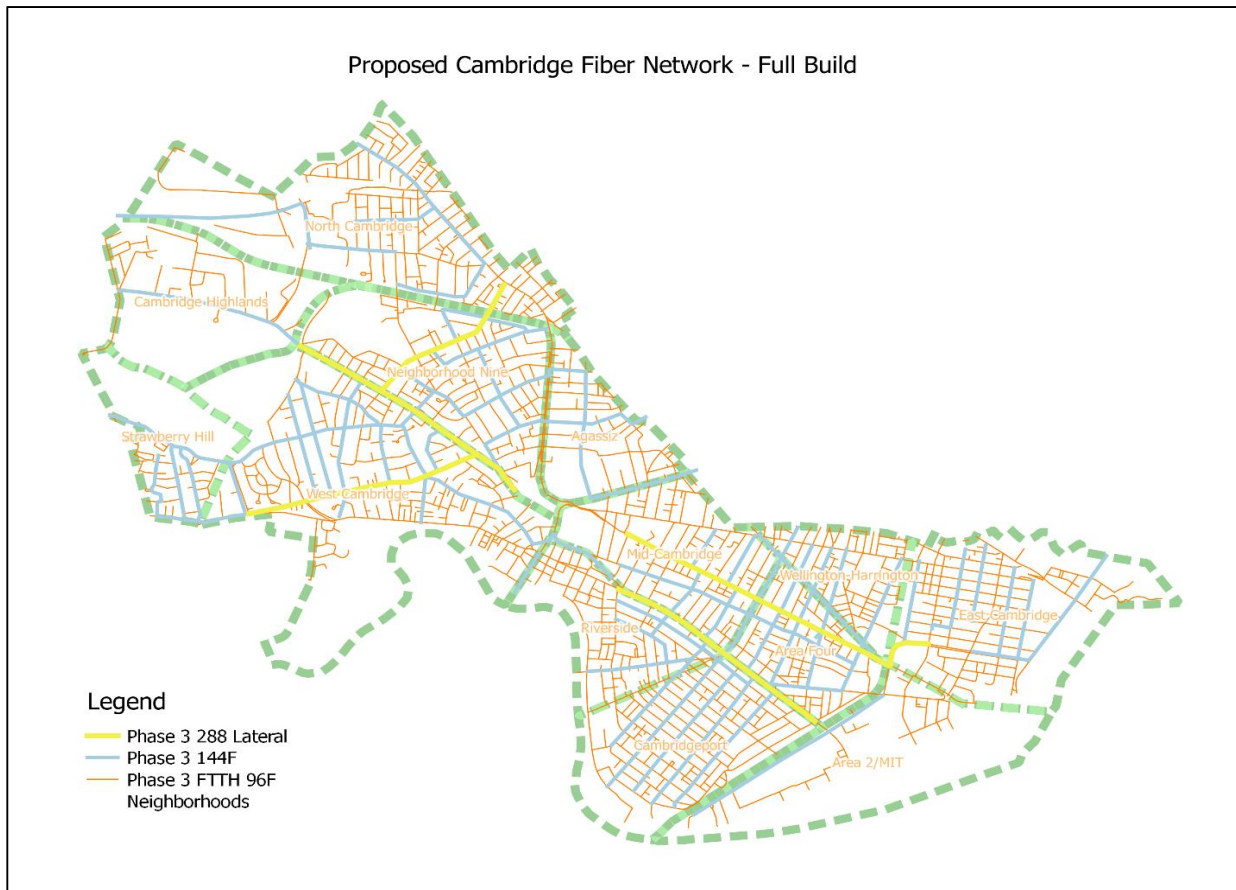 Proposed Cambridge Fiber Network - Full Build
North Cambridge
Cambridge Highlands
Neighborhood Nine
Strawberry Hill
Agassiz
West Cambridge
Mid-Cambridge
Wellington-Harrington
East Cambridge
Riverside
Area Four
Cambridgeport
Area 2/MIT
Legend
Phase 3 288 Lateral
Phase 3 144F
Phase 3 FTTH 96F
Neighborhoods